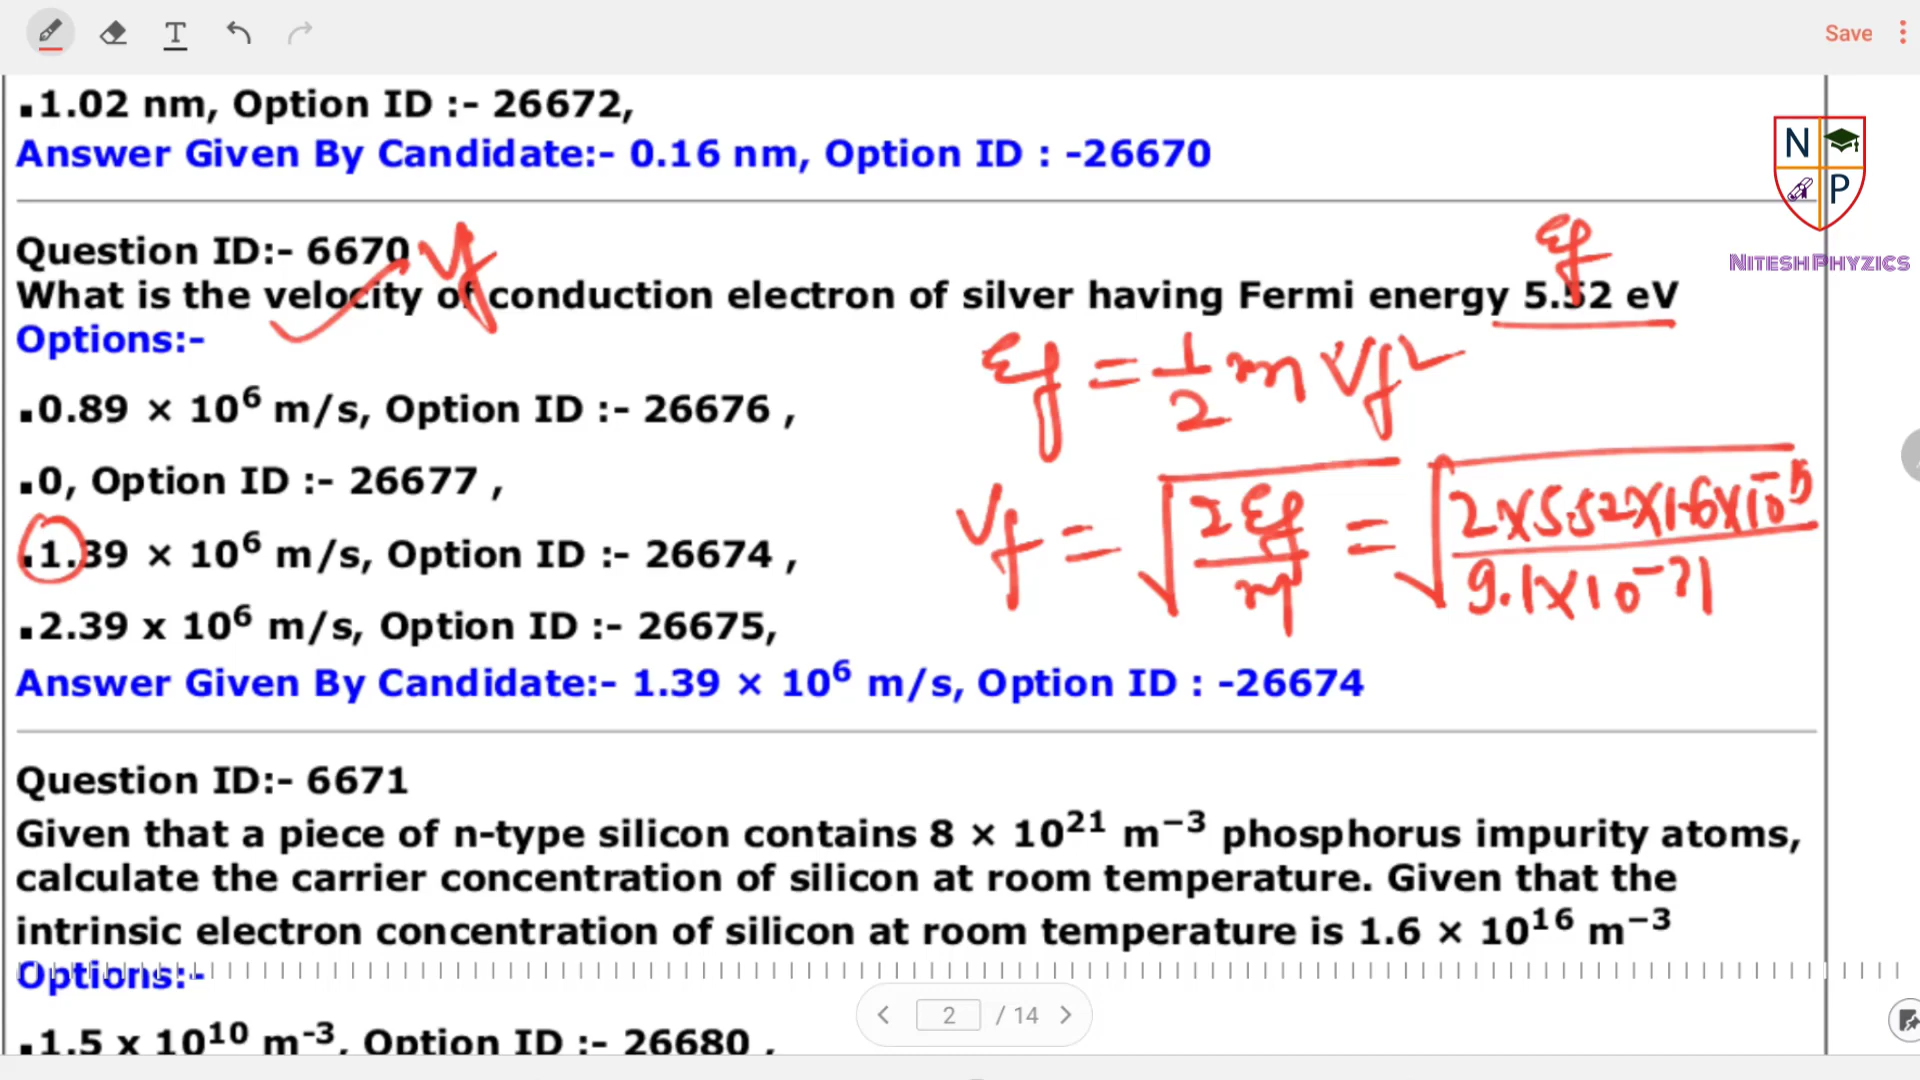 Save
.1.02 nm, Option ID :- 26672,
Answer Given By Candidate:- 0.16 nm, Option ID : -26670
N P
NITESHPHYZICS
Question ID:- 6670 Vf
Ef
What is the velocity of conduction electron of silver having Fermi energy 5.52 eV
Options:-
Ef = 1/2 m Vf²
.0.89 × 10⁶ m/s, Option ID :- 26676 ,
.0, Option ID :- 26677 ,
Vf = √(2 Ef / m) = √(2×5.52×1.6×10⁻¹⁹ / 9.1×10⁻³¹)
.1.39 × 10⁶ m/s, Option ID :- 26674 ,
.2.39 x 10⁶ m/s, Option ID :- 26675,
Answer Given By Candidate:- 1.39 × 10⁶ m/s, Option ID : -26674
Question ID:- 6671
Given that a piece of n-type silicon contains 8 × 10²¹ m⁻³ phosphorus impurity atoms,
calculate the carrier concentration of silicon at room temperature. Given that the
intrinsic electron concentration of silicon at room temperature is 1.6 × 10¹⁶ m⁻³
Options:-
2 / 14
.1.5 x 10¹⁰ m⁻³, Option ID :- 26680 ,